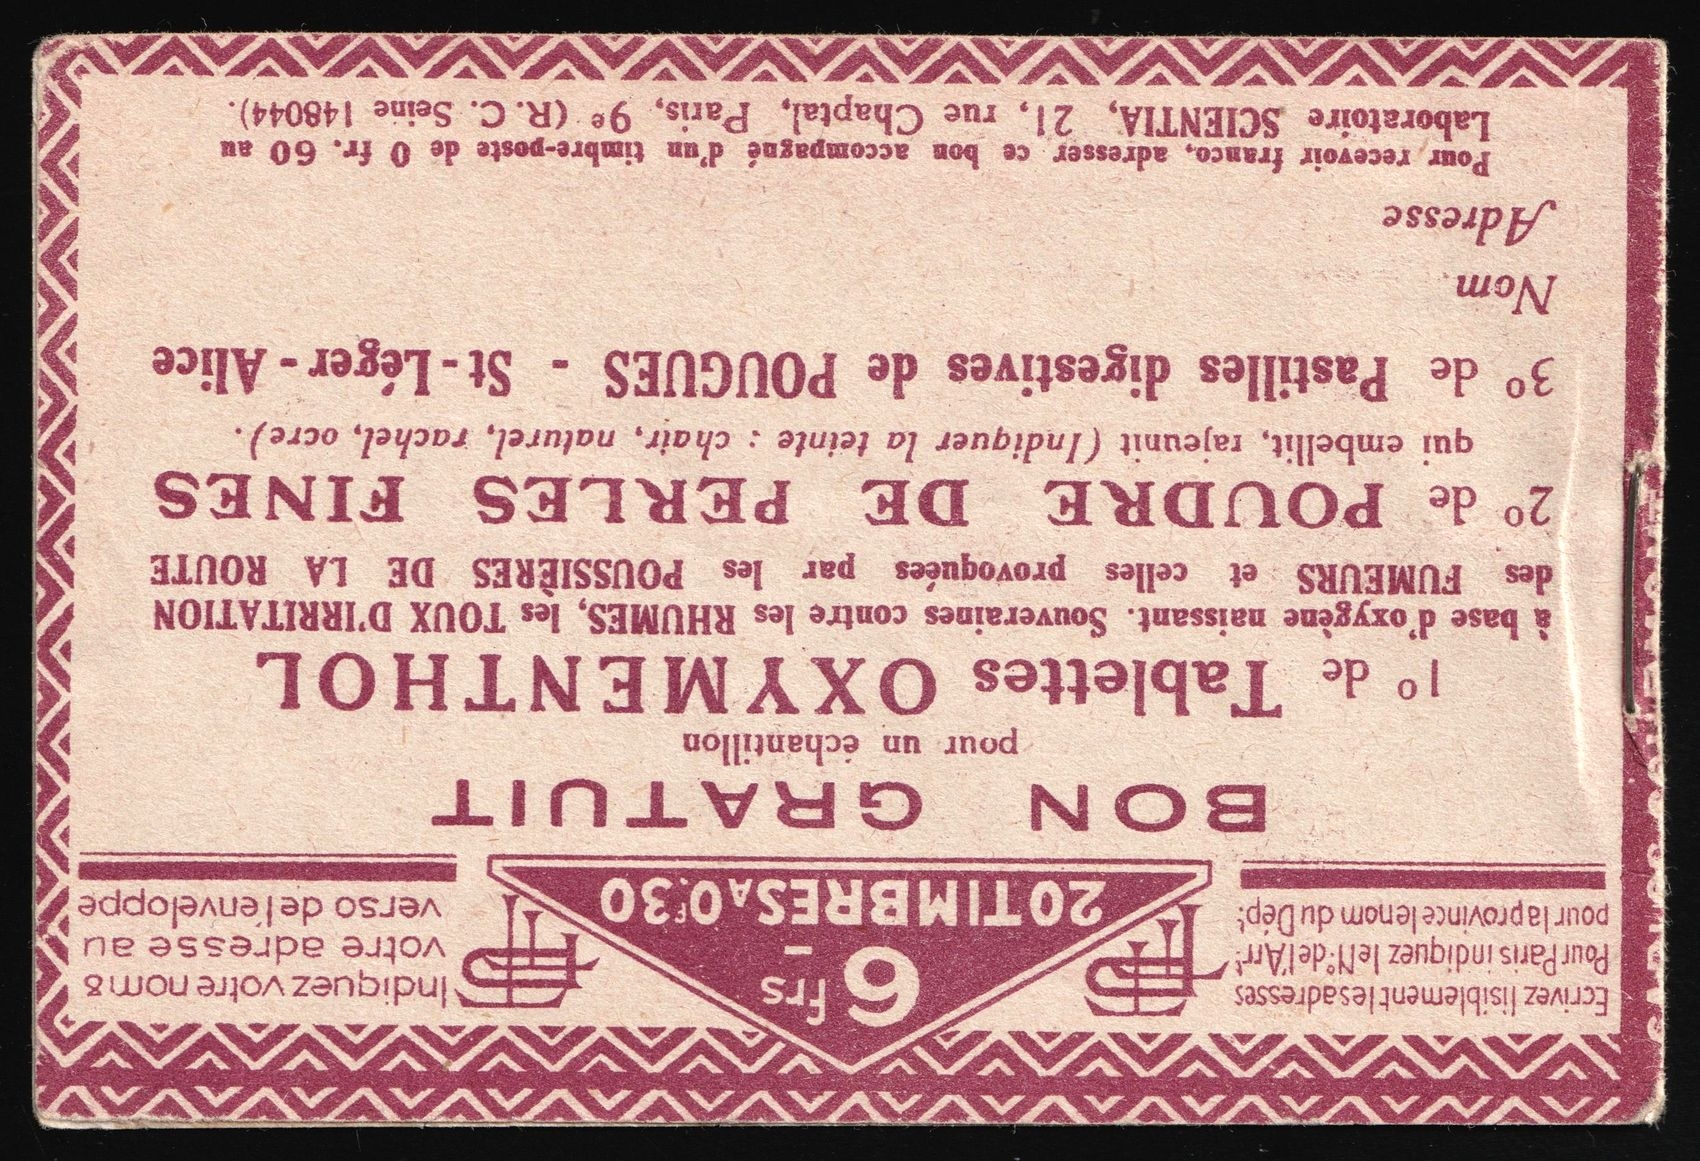 Ecrivez lisiblement les adresses
Pour Paris indiquez le N° de l'Arrt
pour la province le nom du Dépt
6 frs
20 TIMBRES A 0F.30
Indiquez votre nom &
votre adresse au
verso de l'enveloppe
BON GRATUIT
pour un échantillon
1° de Tablettes OXYMENTHOL
à base d'oxygène naissant. Souveraines contre les RHUMES, les TOUX D'IRRITATION
des FUMEURS et celles provoquées par les POUSSIÈRES DE LA ROUTE
2° de POUDRE DE PERLES FINES
qui embellit, rajeunit (Indiquer la teinte : chair, naturel, rachel, ocre).
3° de Pastilles digestives de POUGUES - St-Léger-Alice
Nom
Adresse
Pour recevoir franco, adresser ce bon accompagné d'un timbre-poste de 0 fr. 60 au
Laboratoire SCIENTIA, 21, rue Chaptal, Paris, 9e (R. C. Seine 148044).